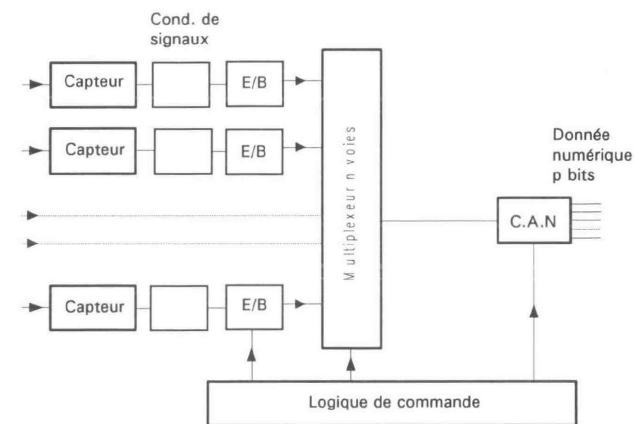 Cond. de
signaux
Capteur
E/B
Capteur
E/B
Multiplexeur n voies
Donnée
numérique
p bits
C.A.N
Capteur
E/B
Logique de commande